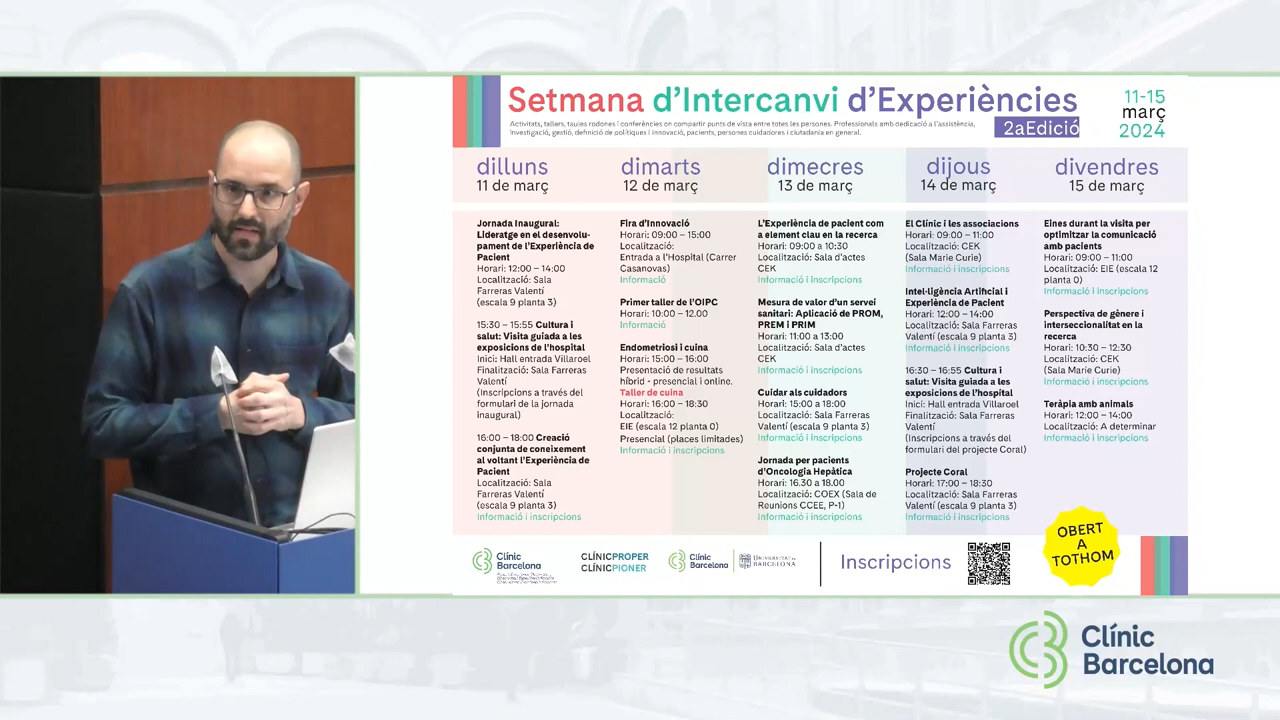 Setmana d'Intercanvi d'Experiències
Activitats, tallers, taules rodones i conferències on compartir punts de vista entre totes les persones. Professionals amb dedicació a l'assistència,
investigació, gestió, definició de polítiques i innovació, pacients, persones cuidadores i ciutadania en general.
2aEdició
11-15
març
2024
dilluns
11 de març
dimarts
12 de març
dimecres
13 de març
dijous
14 de març
divendres
15 de març
Jornada Inaugural:
Lideratge en el desenvolu-
pament de l'Experiència de
Pacient
Horari: 12:00 – 14:00
Localització: Sala
Farreras Valentí
(escala 9 planta 3)
15:30 – 15:55 Cultura i
salut: Visita guiada a les
exposicions de l'hospital
Inici: Hall entrada Villaroel
Finalització: Sala Farreras
Valentí
(Inscripcions a través del
formulari de la jornada
inaugural)
16:00 – 18:00 Creació
conjunta de coneixement
al voltant l'Experiència de
Pacient
Localització: Sala
Farreras Valentí
(escala 9 planta 3)
Informació i inscripcions
Fira d'Innovació
Horari: 09:00 – 15:00
Localització:
Entrada a l'Hospital (Carrer
Casanovas)
Informació
Primer taller de l'OIPC
Horari: 10:00 – 12.00
Informació
Endometriosi i cuina
Horari: 15:00 – 16:00
Presentació de resultats
híbrid - presencial i online.
Taller de cuina
Horari: 16:00 – 18:30
Localització:
EIE (escala 12 planta 0)
Presencial (places limitades)
Informació i inscripcions
L'Experiència de pacient com
a element clau en la recerca
Horari: 09:00 a 10:30
Localització: Sala d'actes
CEK
Informació i inscripcions
Mesura de valor d'un servei
sanitari: Aplicació de PROM,
PREM i PRIM
Horari: 11:00 a 13:00
Localització: Sala d'actes
CEK
Informació i inscripcions
Cuidar als cuidadors
Horari: 15:00 a 18:00
Localització: Sala Farreras
Valentí (escala 9 planta 3)
Informació i inscripcions
Jornada per pacients
d'Oncologia Hepàtica
Horari: 16.30 a 18.00
Localització: COEX (Sala de
Reunions CCEE, P-1)
Informació i inscripcions
El Clínic i les associacions
Horari: 09:00 – 11:00
Localització: CEK
(Sala Marie Curie)
Informació i inscripcions
Intel·ligència Artificial i
Experiència de Pacient
Horari: 12:00 – 14:00
Localització: Sala Farreras
Valentí (escala 9 planta 3)
Informació i inscripcions
16:30 – 16:55 Cultura i
salut: Visita guiada a les
exposicions de l'hospital
Inici: Hall entrada Villaroel
Finalització: Sala Farreras
Valentí
(Inscripcions a través del
formulari del projecte Coral)
Projecte Coral
Horari: 17:00 – 18:30
Localització: Sala Farreras
Valentí (escala 9 planta 3)
Informació i inscripcions
Eines durant la visita per
optimitzar la comunicació
amb pacients
Horari: 09:00 – 11:00
Localització: EIE (escala 12
planta 0)
Informació i inscripcions
Perspectiva de gènere i
interseccionalitat en la
recerca
Horari: 10:30 – 12:30
Localització: CEK
(Sala Marie Curie)
Informació i inscripcions
Teràpia amb animals
Horari: 12:00 – 14:00
Localització: A determinar
Informació i inscripcions
Clínic
Barcelona
CLÍNICPROPER
CLÍNICPIONER
Clínic
Barcelona
UNIVERSITAT DE
BARCELONA
Inscripcions
OBERT
A
TOTHOM
Clínic
Barcelona